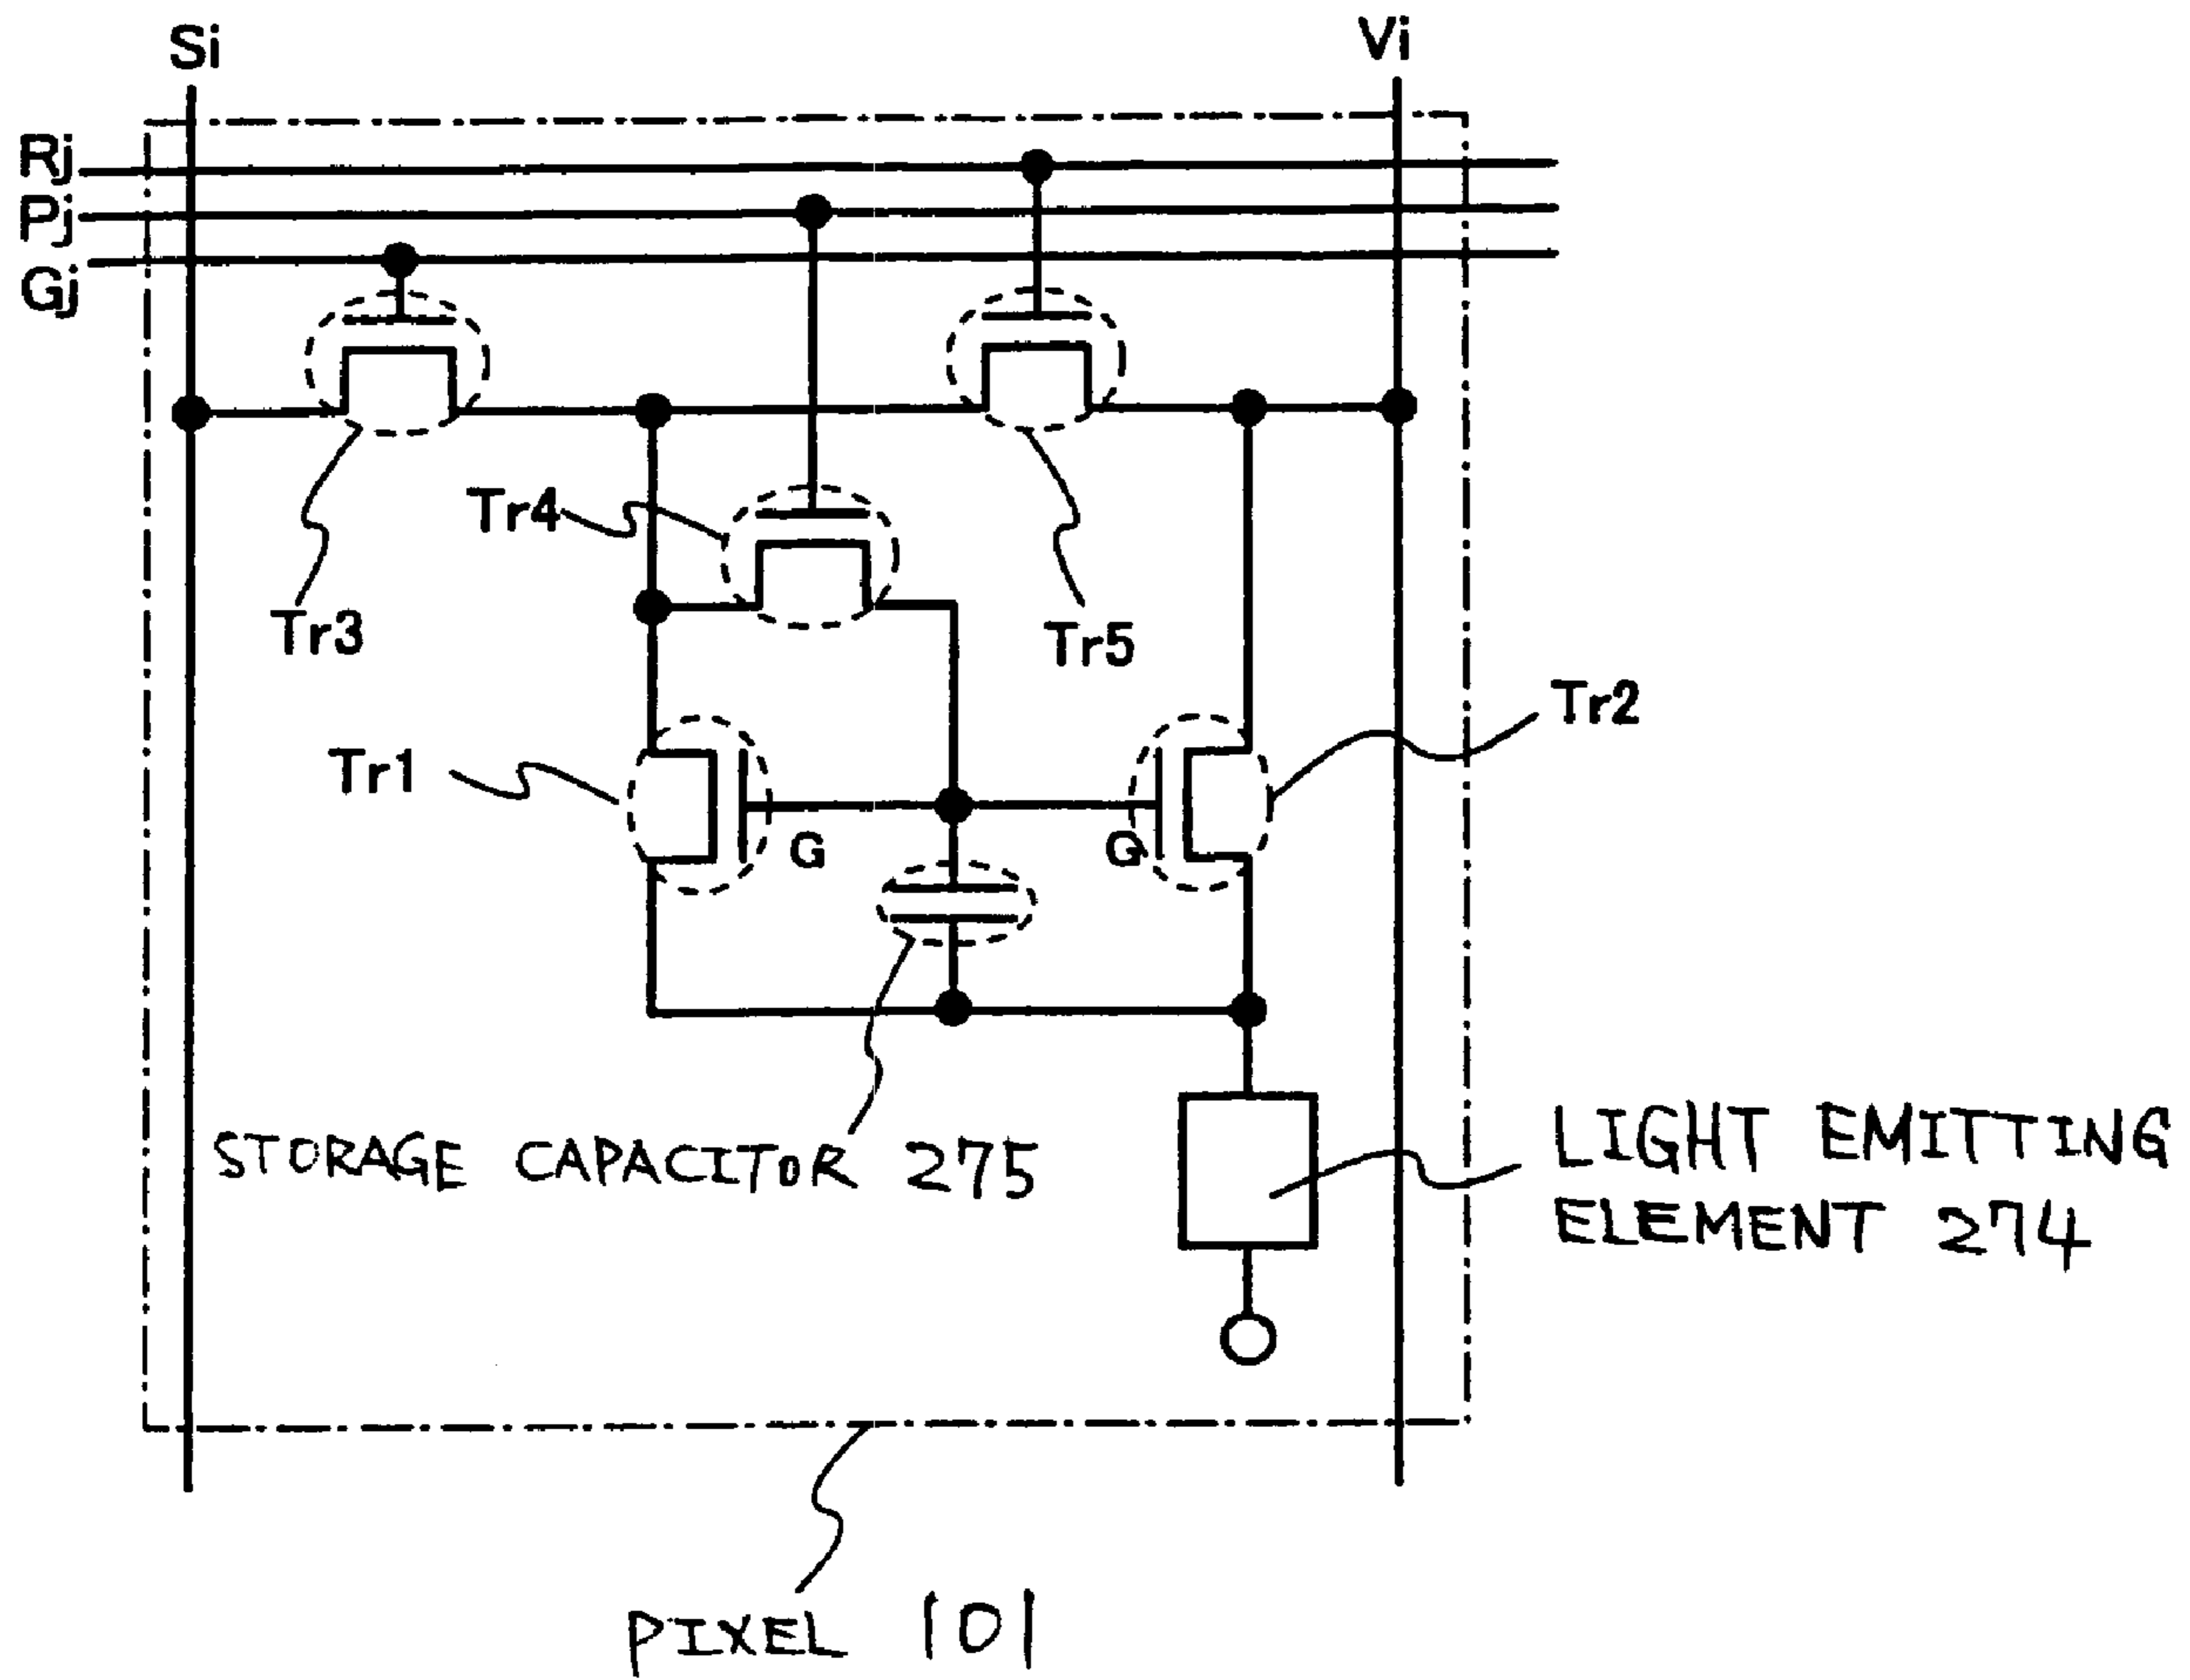 Si
Vi
Rj
Pj
Gj
Tr4
Tr3
Tr5
Tr2
Tr1
G
G
STORAGE CAPACITOR 275
LIGHT EMITTING
ELEMENT 274
PIXEL 101